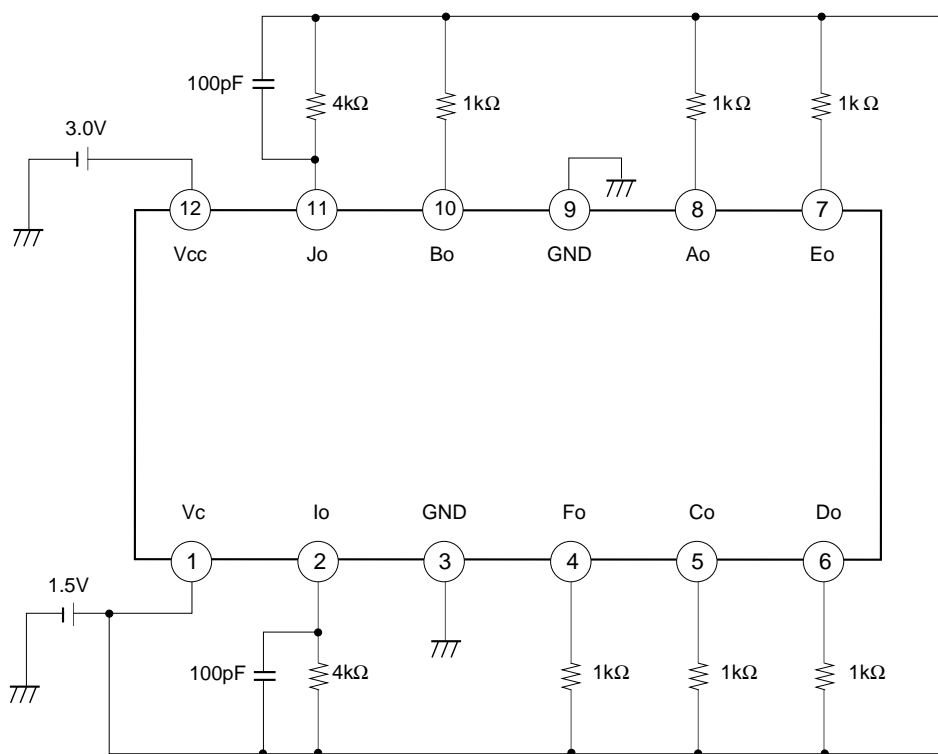 100pF
4kΩ
1kΩ
1kΩ
1kΩ
3.0V
12
11
10
9
8
7
Vcc
Jo
Bo
GND
Ao
Eo
Vc
Io
GND
Fo
Co
Do
1
2
3
4
5
6
1.5V
100pF
4kΩ
1kΩ
1kΩ
1kΩ